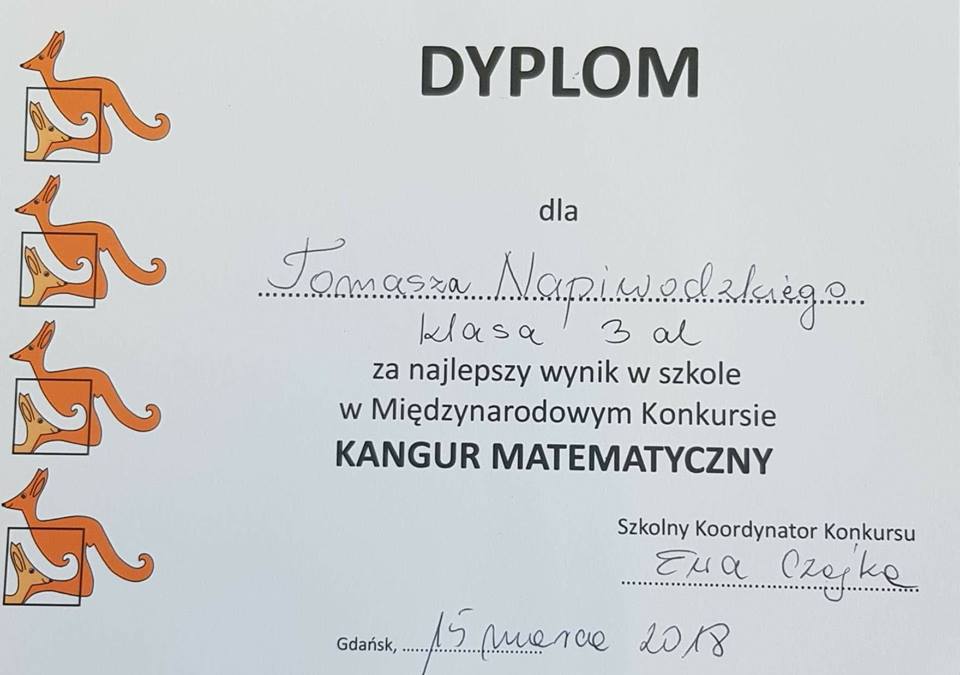 DYPLOM
dla
Tomasza Napiwodzkiego
klasa 3 al
za najlepszy wynik w szkole
w Międzynarodowym Konkursie
KANGUR MATEMATYCZNY
Szkolny Koordynator Konkursu
Ewa Czajka
Gdańsk, 15 marca 2018